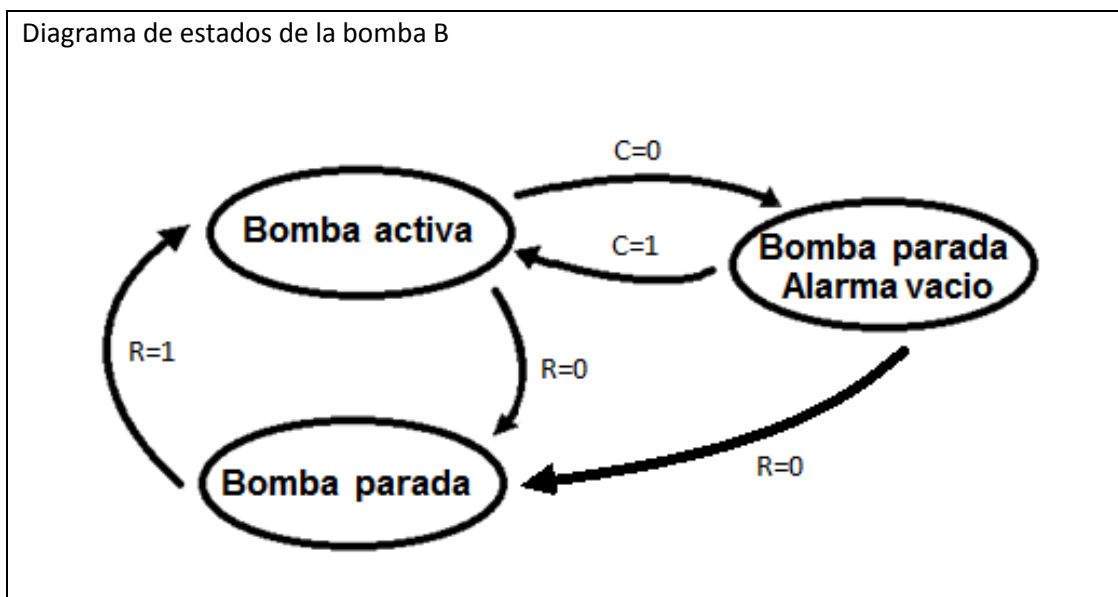 Diagrama de estados de la bomba B
C=0
Bomba activa
C=1
Bomba parada
Alarma vacio
R=1
R=0
Bomba parada
R=0